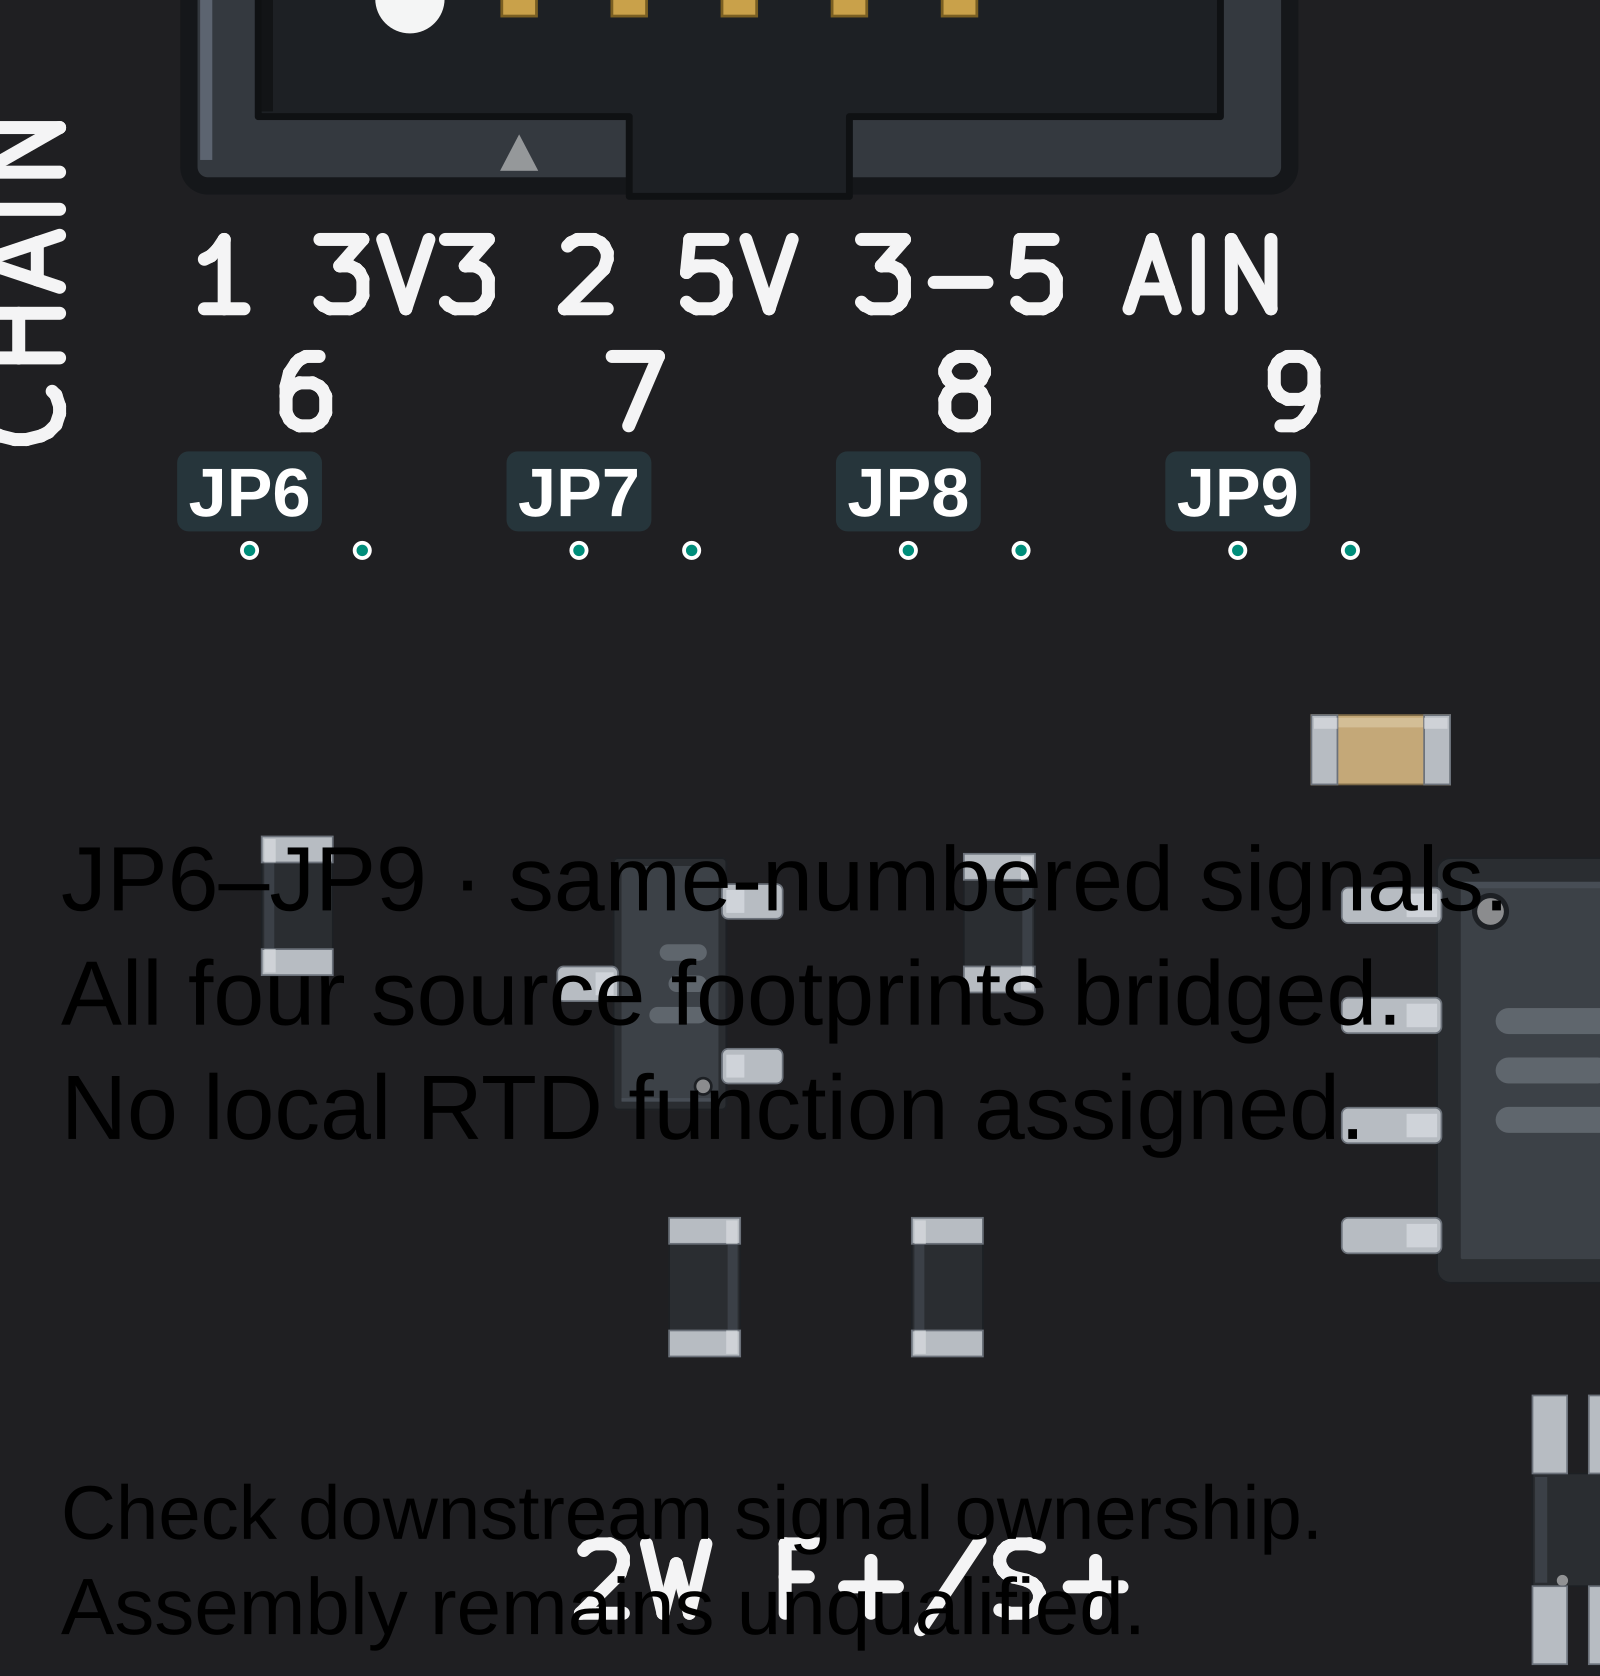 CHAIN
1 3V3 2 5V 3-5 AIN
6 7 8 9
JP6 JP7 JP8 JP9
JP6–JP9 · same-numbered signals.
All four source footprints bridged.
No local RTD function assigned.
Check downstream signal ownership.
2W F+/S+
Assembly remains unqualified.